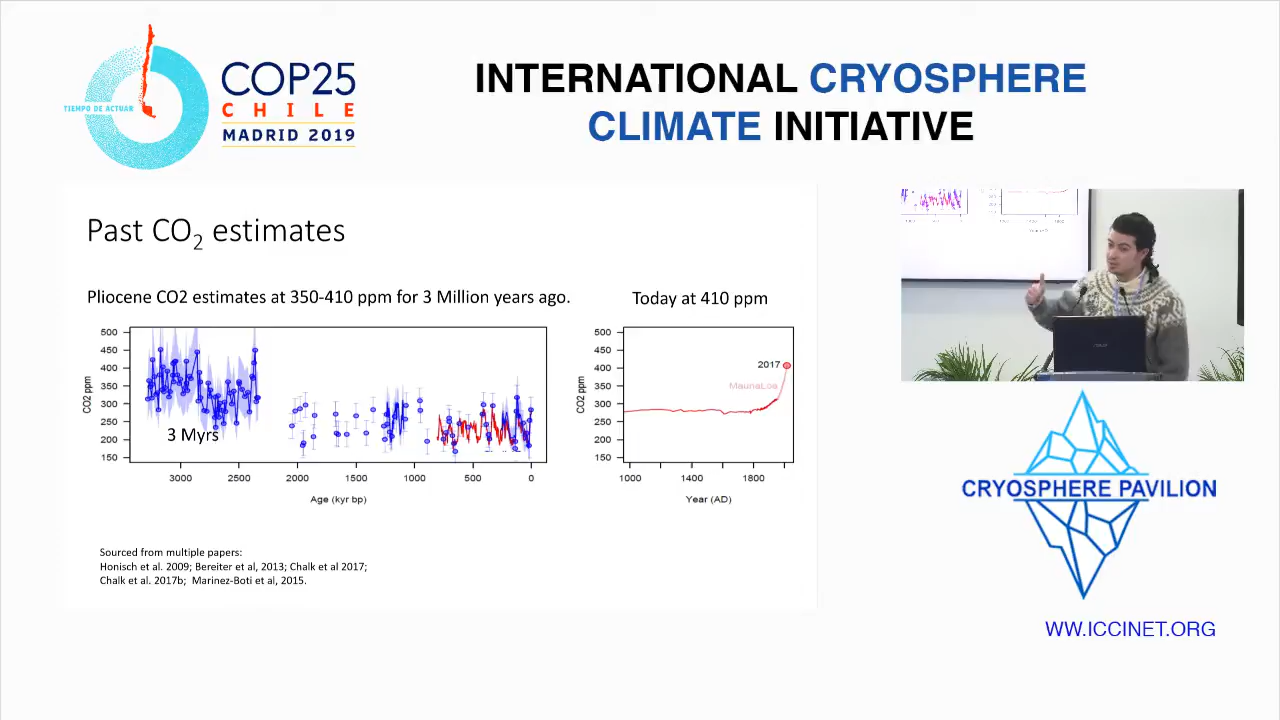 TIEMPO DE ACTUAR
COP25
CHILE
MADRID 2019
INTERNATIONAL CRYOSPHERE
CLIMATE INITIATIVE
Past CO2 estimates
Pliocene CO2 estimates at 350-410 ppm for 3 Million years ago.
Today at 410 ppm
500
450
400
350
300
250
200
150
CO2 ppm
3 Myrs
3000 2500 2000 1500 1000 500 0
Age (kyr bp)
500
450
400
350
300
250
200
150
CO2 ppm
2017
MaunaLoa
1000 1400 1800
Year (AD)
Sourced from multiple papers:
Honisch et al. 2009; Bereiter et al, 2013; Chalk et al 2017;
Chalk et al. 2017b; Marinez-Boti et al, 2015.
CRYOSPHERE PAVILION
WW.ICCINET.ORG